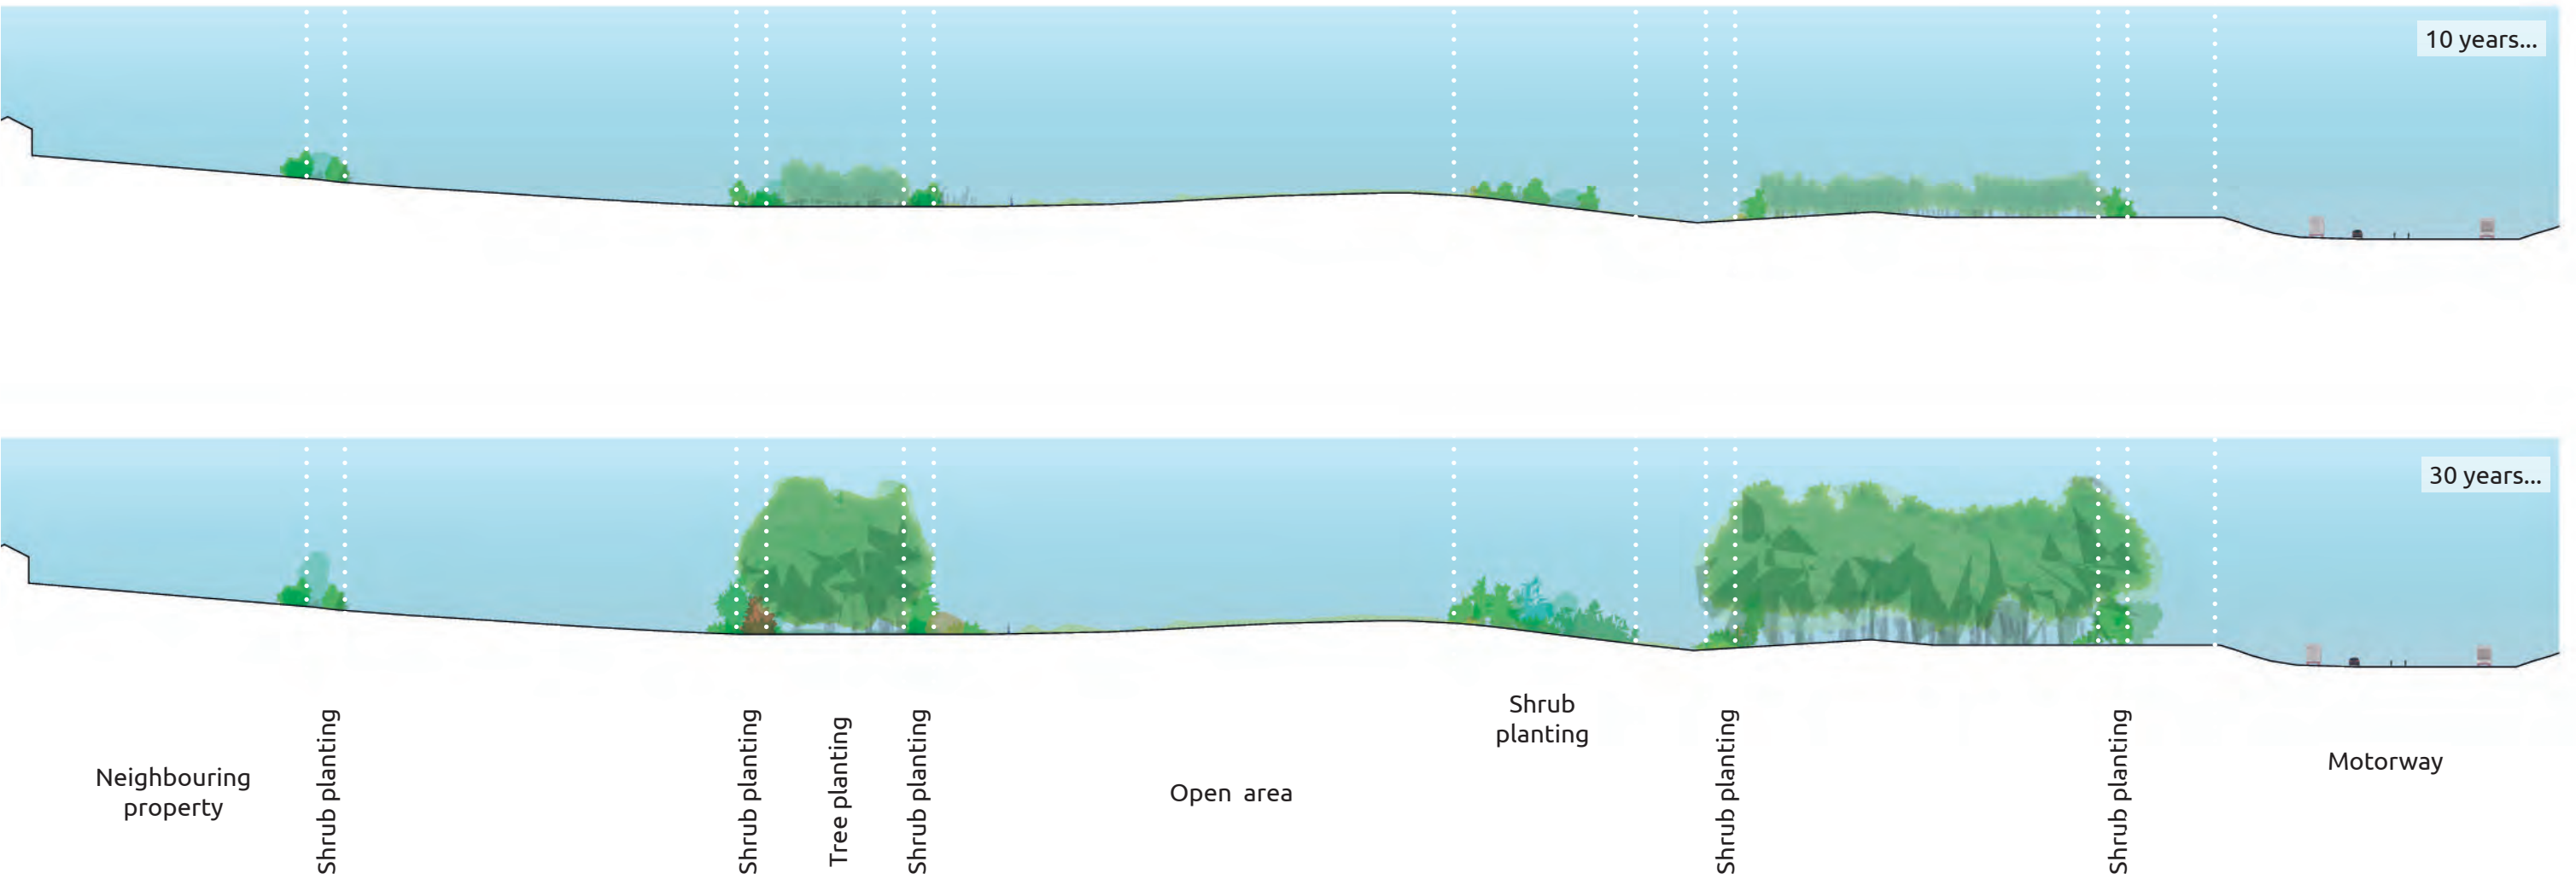 10 years...
30 years...
Neighbouring
property
Shrub planting
Shrub planting
Tree planting
Shrub planting
Open area
Shrub
planting
Shrub planting
Shrub planting
Motorway